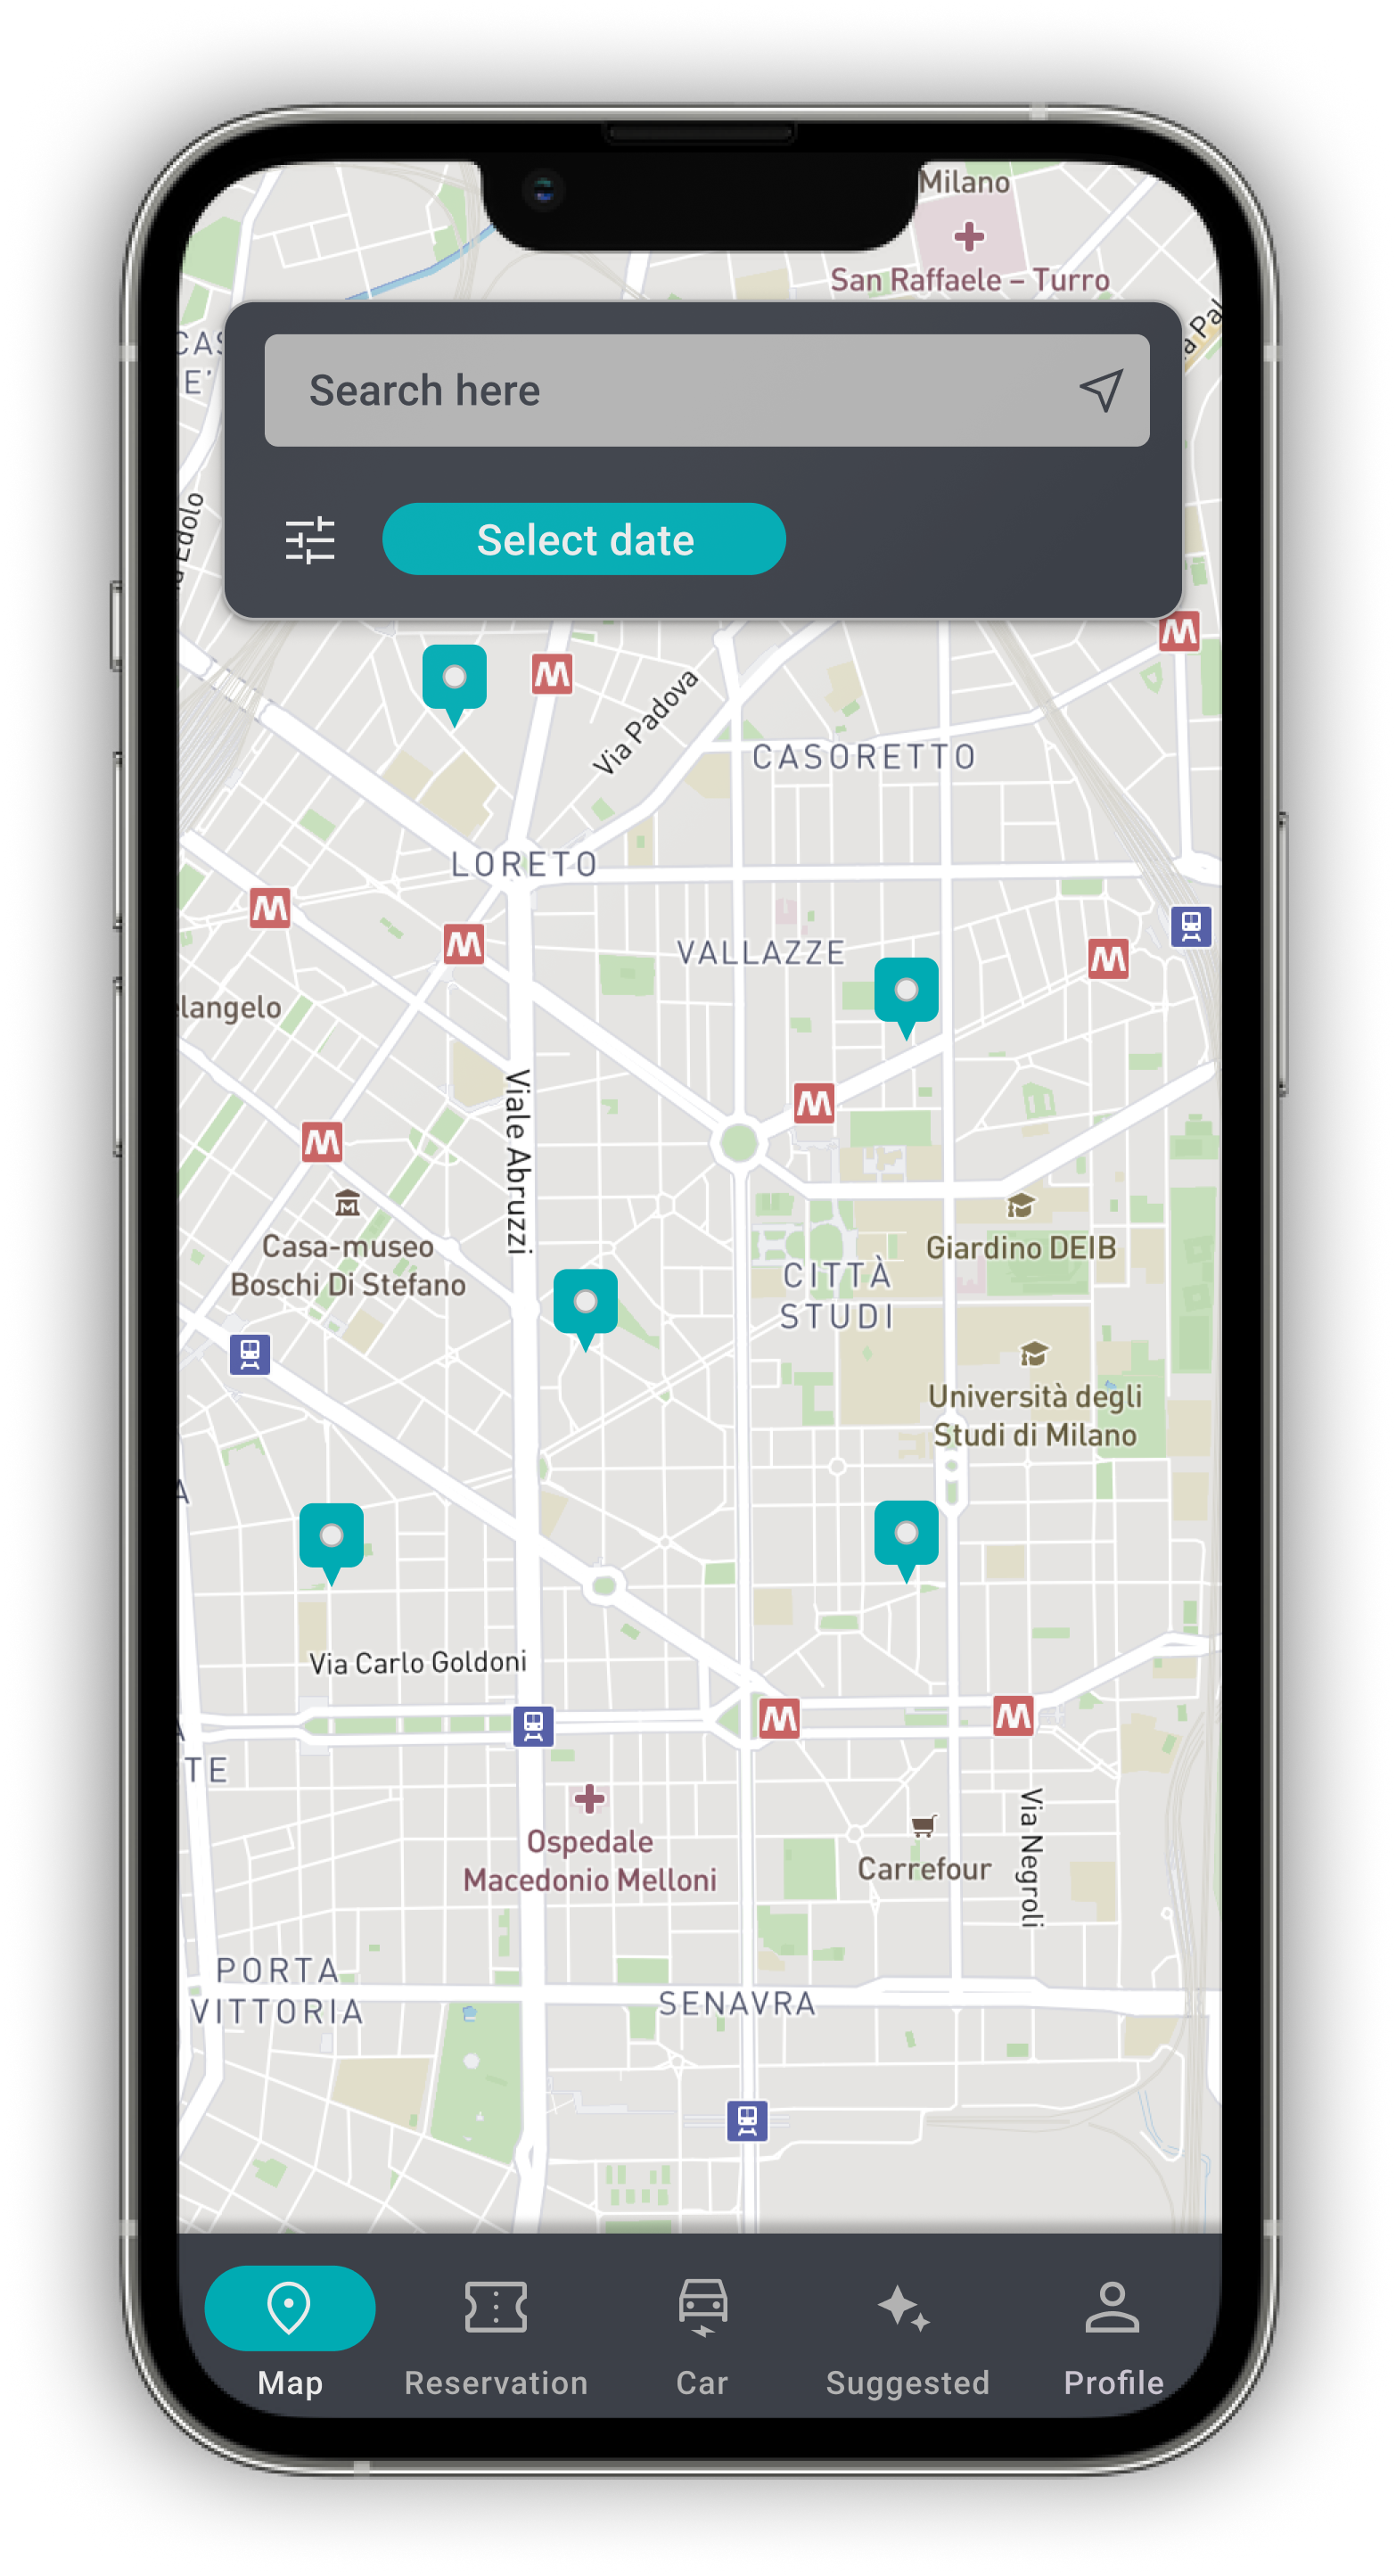 Milano
San Raffaele – Turro
Search here
Select date
Via Padova
CASORETTO
LORETO
VALLAZZE
Viale Abruzzi
Casa-museo
Boschi Di Stefano
Giardino DEIB
CITTÀ
STUDI
Università degli
Studi di Milano
Via Carlo Goldoni
Ospedale
Macedonio Melloni
Carrefour
Via Negroli
PORTA
VITTORIA
SENAVRA
Map
Reservation
Car
Suggested
Profile